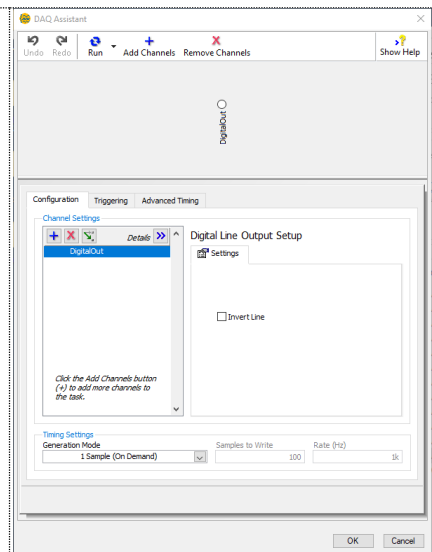 DAQ Assistant
Undo Redo Run Add Channels Remove Channels Show Help
DigitalOut
Configuration Triggering Advanced Timing
Channel Settings
Details
Digital Line Output Setup
DigitalOut
Settings
Invert Line
Click the Add Channels button
(+) to add more channels to
the task.
Timing Settings
Generation Mode Samples to Write Rate (Hz)
1 Sample (On Demand) 100 1k
OK Cancel